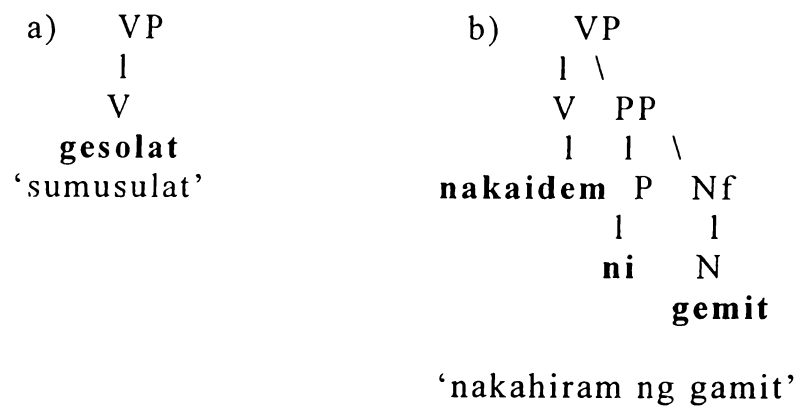 a) VP b) VP
V V PP
gesolat
'sumusulat' nakaidem P Nf
ni N
gemit
'nakahiram ng gamit'